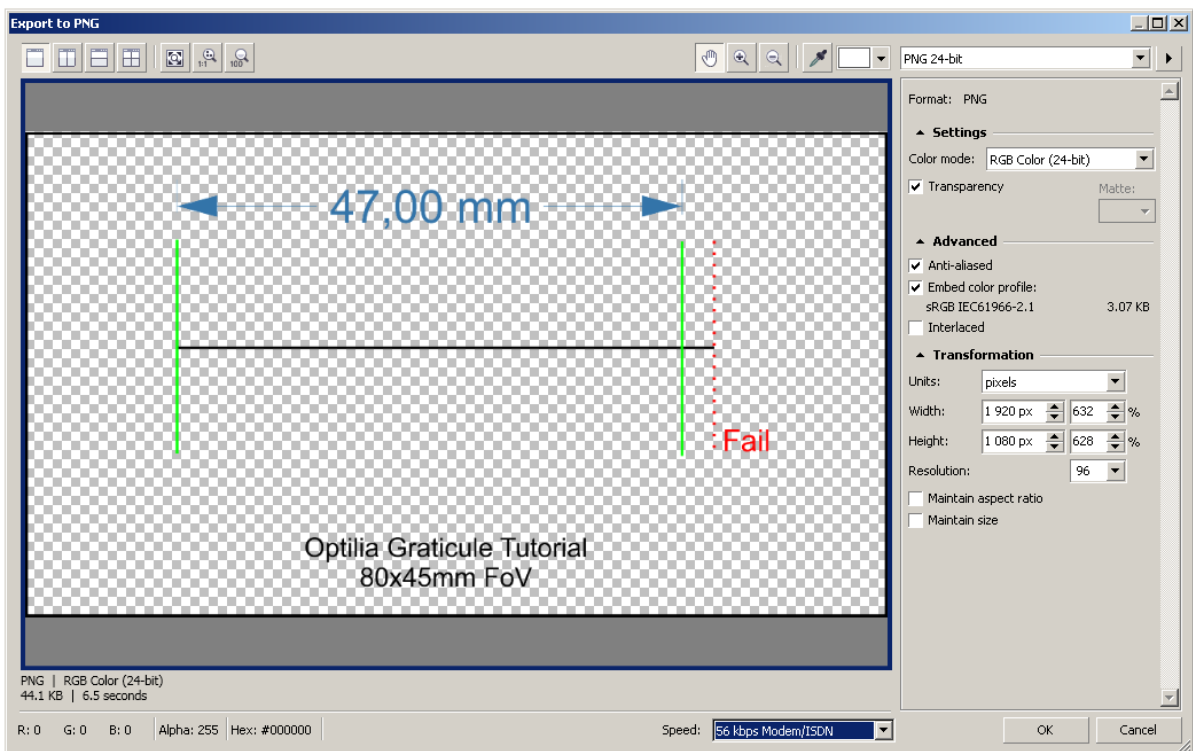 Export to PNG
1:1
100
PNG 24-bit
47,00 mm
Fail
Optilia Graticule Tutorial
80x45mm FoV
Format: PNG
Settings
Color mode: RGB Color (24-bit)
Transparency Matte:
Advanced
Anti-aliased
Embed color profile:
sRGB IEC61966-2.1 3.07 KB
Interlaced
Transformation
Units: pixels
Width: 1 920 px 632 %
Height: 1 080 px 628 %
Resolution: 96
Maintain aspect ratio
Maintain size
PNG | RGB Color (24-bit)
44.1 KB | 6.5 seconds
R: 0 G: 0 B: 0 Alpha: 255 Hex: #000000 Speed: 56 kbps Modem/ISDN OK Cancel